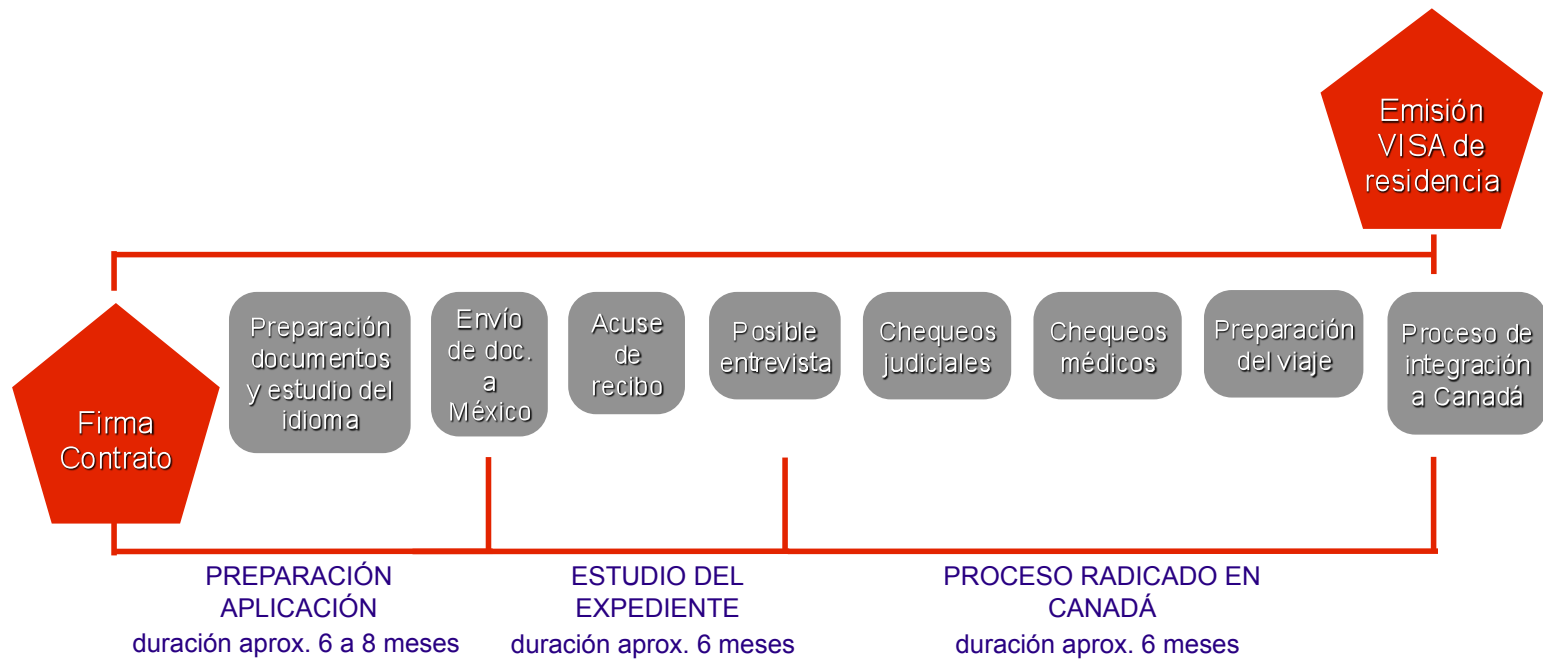 Emisión
VISA de
residencia
Firma
Contrato
Preparación
documentos
y estudio del
idioma
Envío
de doc.
a
México
Acuse
de
recibo
Posible
entrevista
Chequeos
judiciales
Chequeos
médicos
Preparación
del viaje
Proceso de
integración
a Canadá
PREPARACIÓN
APLICACIÓN
duración aprox. 6 a 8 meses
ESTUDIO DEL
EXPEDIENTE
duración aprox. 6 meses
PROCESO RADICADO EN
CANADÁ
duración aprox. 6 meses